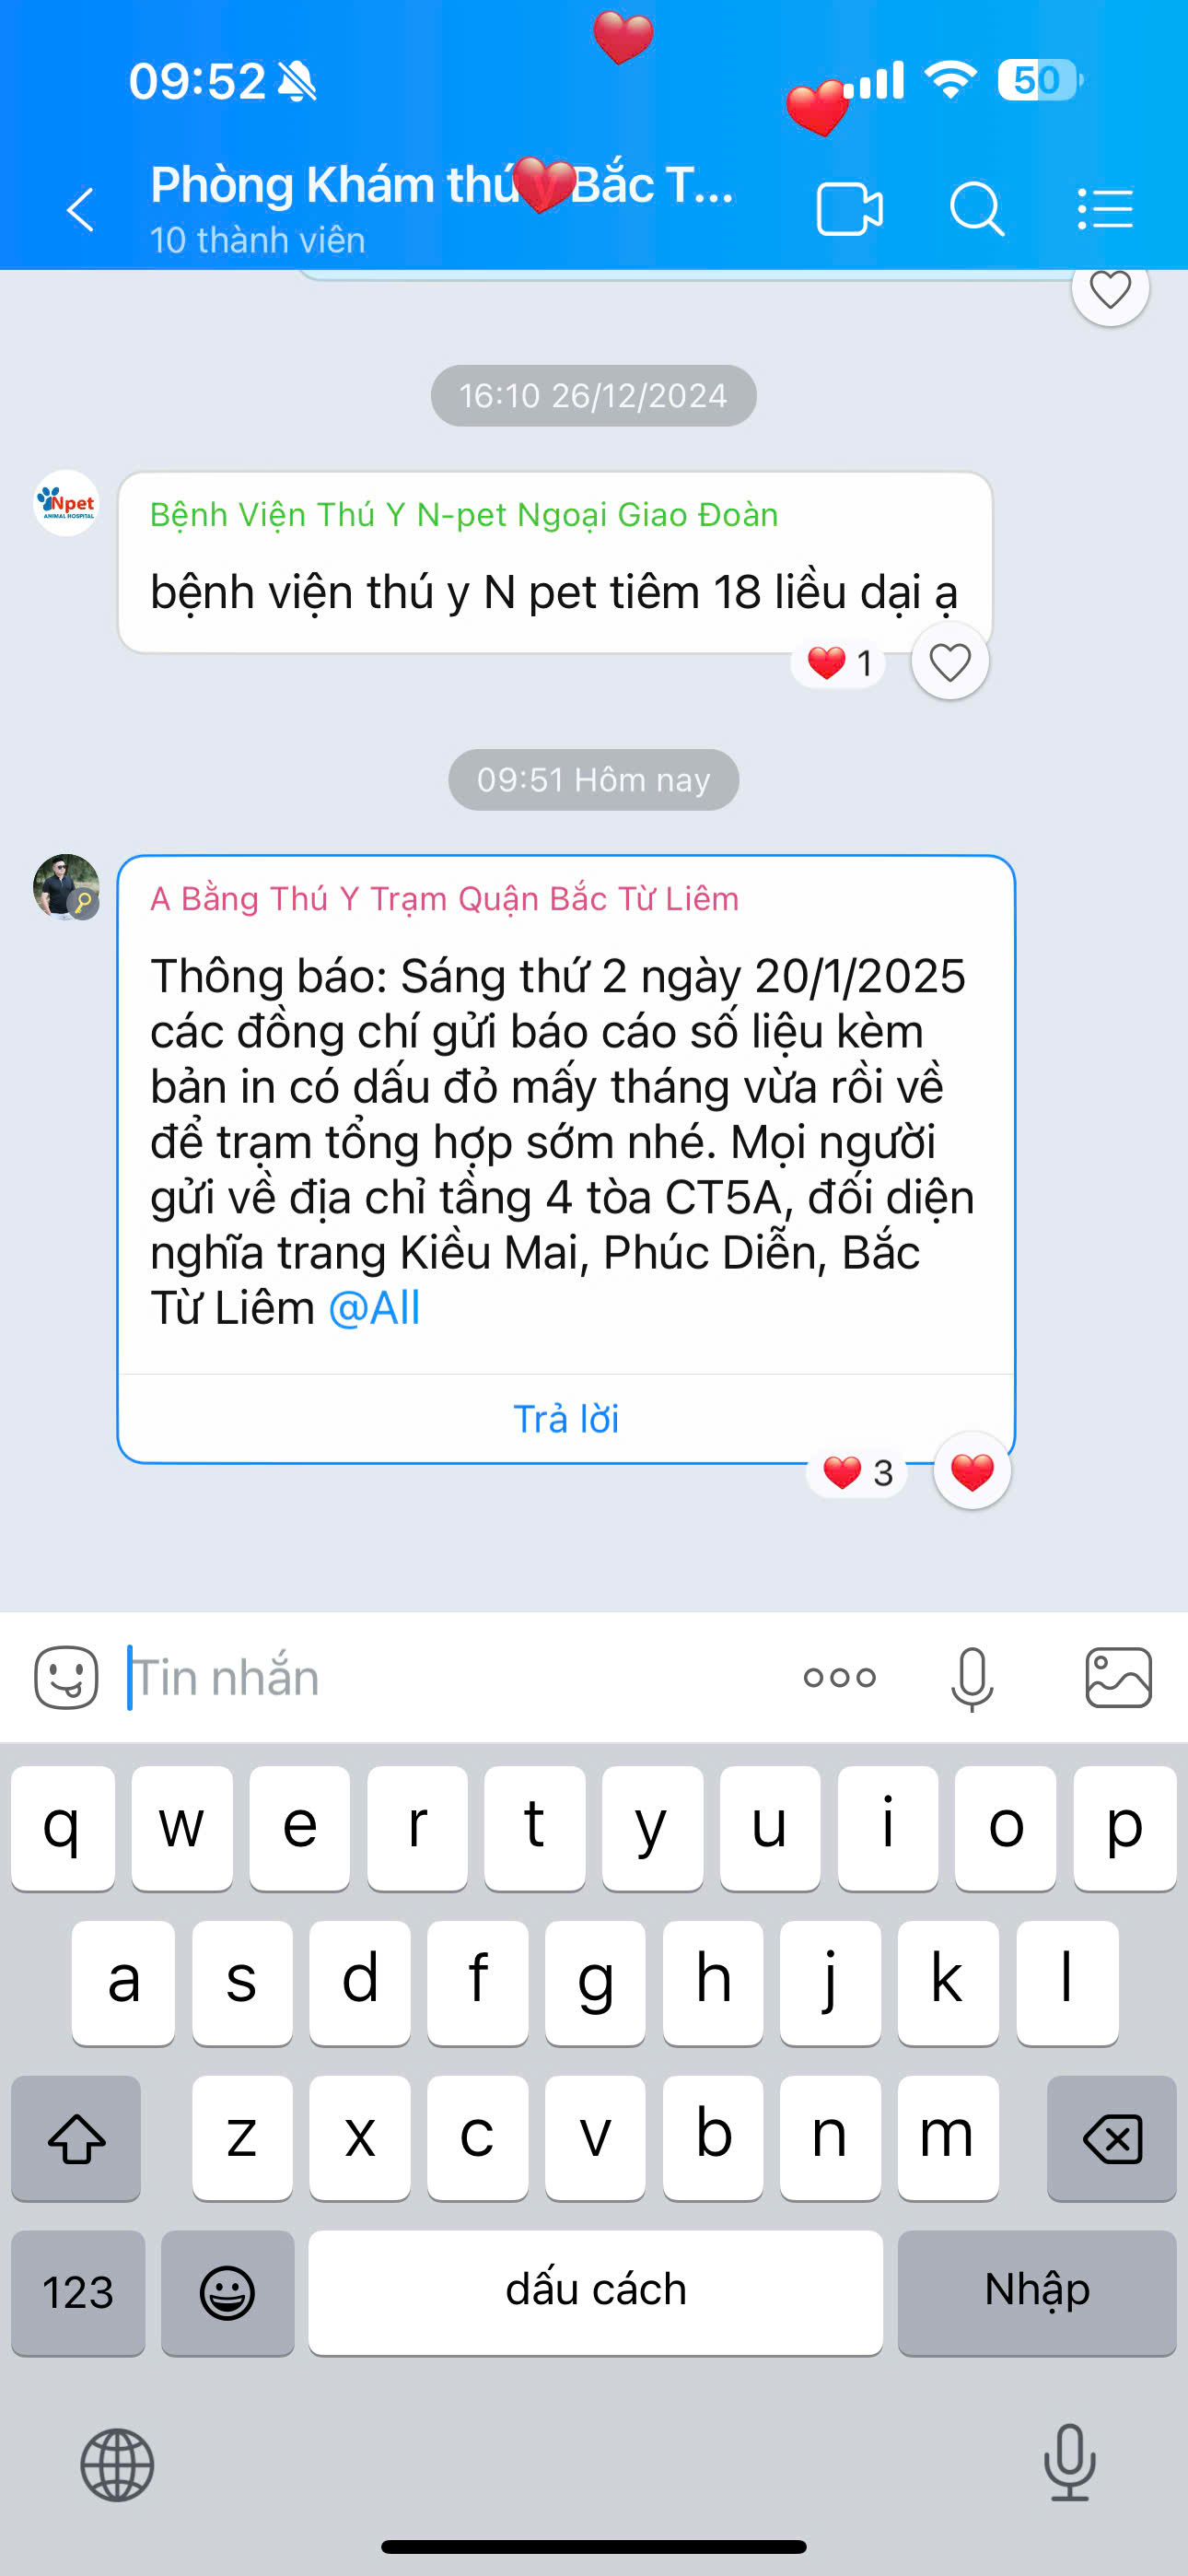 09:52
50
Phòng Khám thú y Bắc T...
10 thành viên
16:10 26/12/2024
Npet
ANIMAL HOSPITAL
Bệnh Viện Thú Y N-pet Ngoại Giao Đoàn
bệnh viện thú y N pet tiêm 18 liều dại ạ
1
09:51 Hôm nay
A Bằng Thú Y Trạm Quận Bắc Từ Liêm
Thông báo: Sáng thứ 2 ngày 20/1/2025
các đồng chí gửi báo cáo số liệu kèm
bản in có dấu đỏ mấy tháng vừa rồi về
để trạm tổng hợp sớm nhé. Mọi người
gửi về địa chỉ tầng 4 tòa CT5A, đối diện
nghĩa trang Kiều Mai, Phúc Diễn, Bắc
Từ Liêm @All
Trả lời
3
Tin nhắn
q w e r t y u i o p
a s d f g h j k l
z x c v b n m
123 dấu cách Nhập